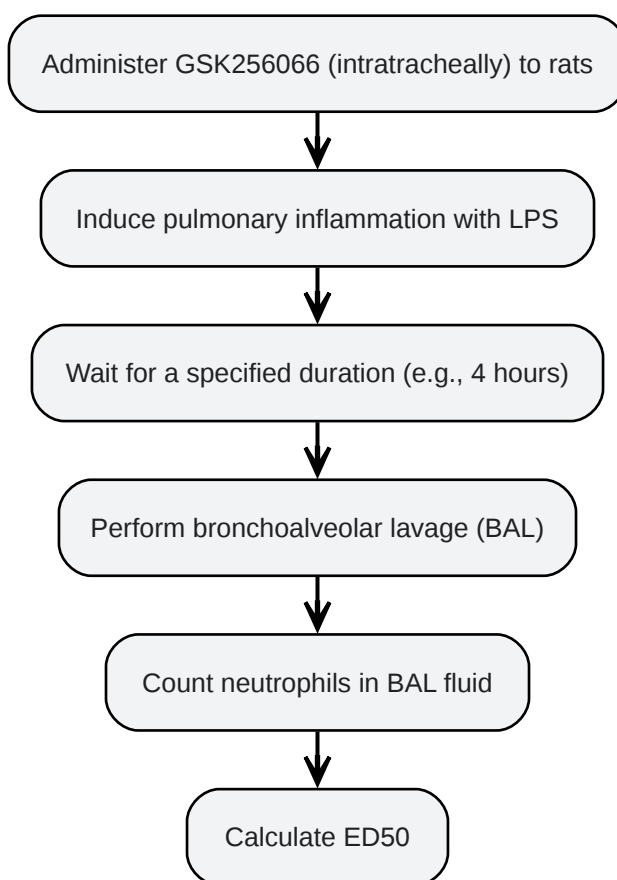 Administer GSK256066 (intratracheally) to rats
Induce pulmonary inflammation with LPS
Wait for a specified duration (e.g., 4 hours)
Perform bronchoalveolar lavage (BAL)
Count neutrophils in BAL fluid
Calculate ED50